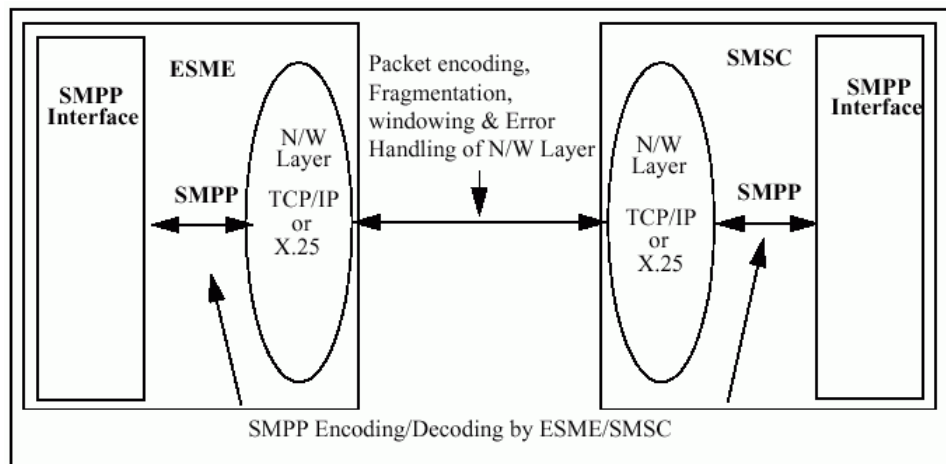 ESME
SMPP
Interface
N/W
Layer
TCP/IP
or
X.25
SMPP
Packet encoding,
Fragmentation,
windowing & Error
Handling of N/W Layer
SMSC
N/W
Layer
TCP/IP
or
X.25
SMPP
SMPP
Interface
SMPP Encoding/Decoding by ESME/SMSC